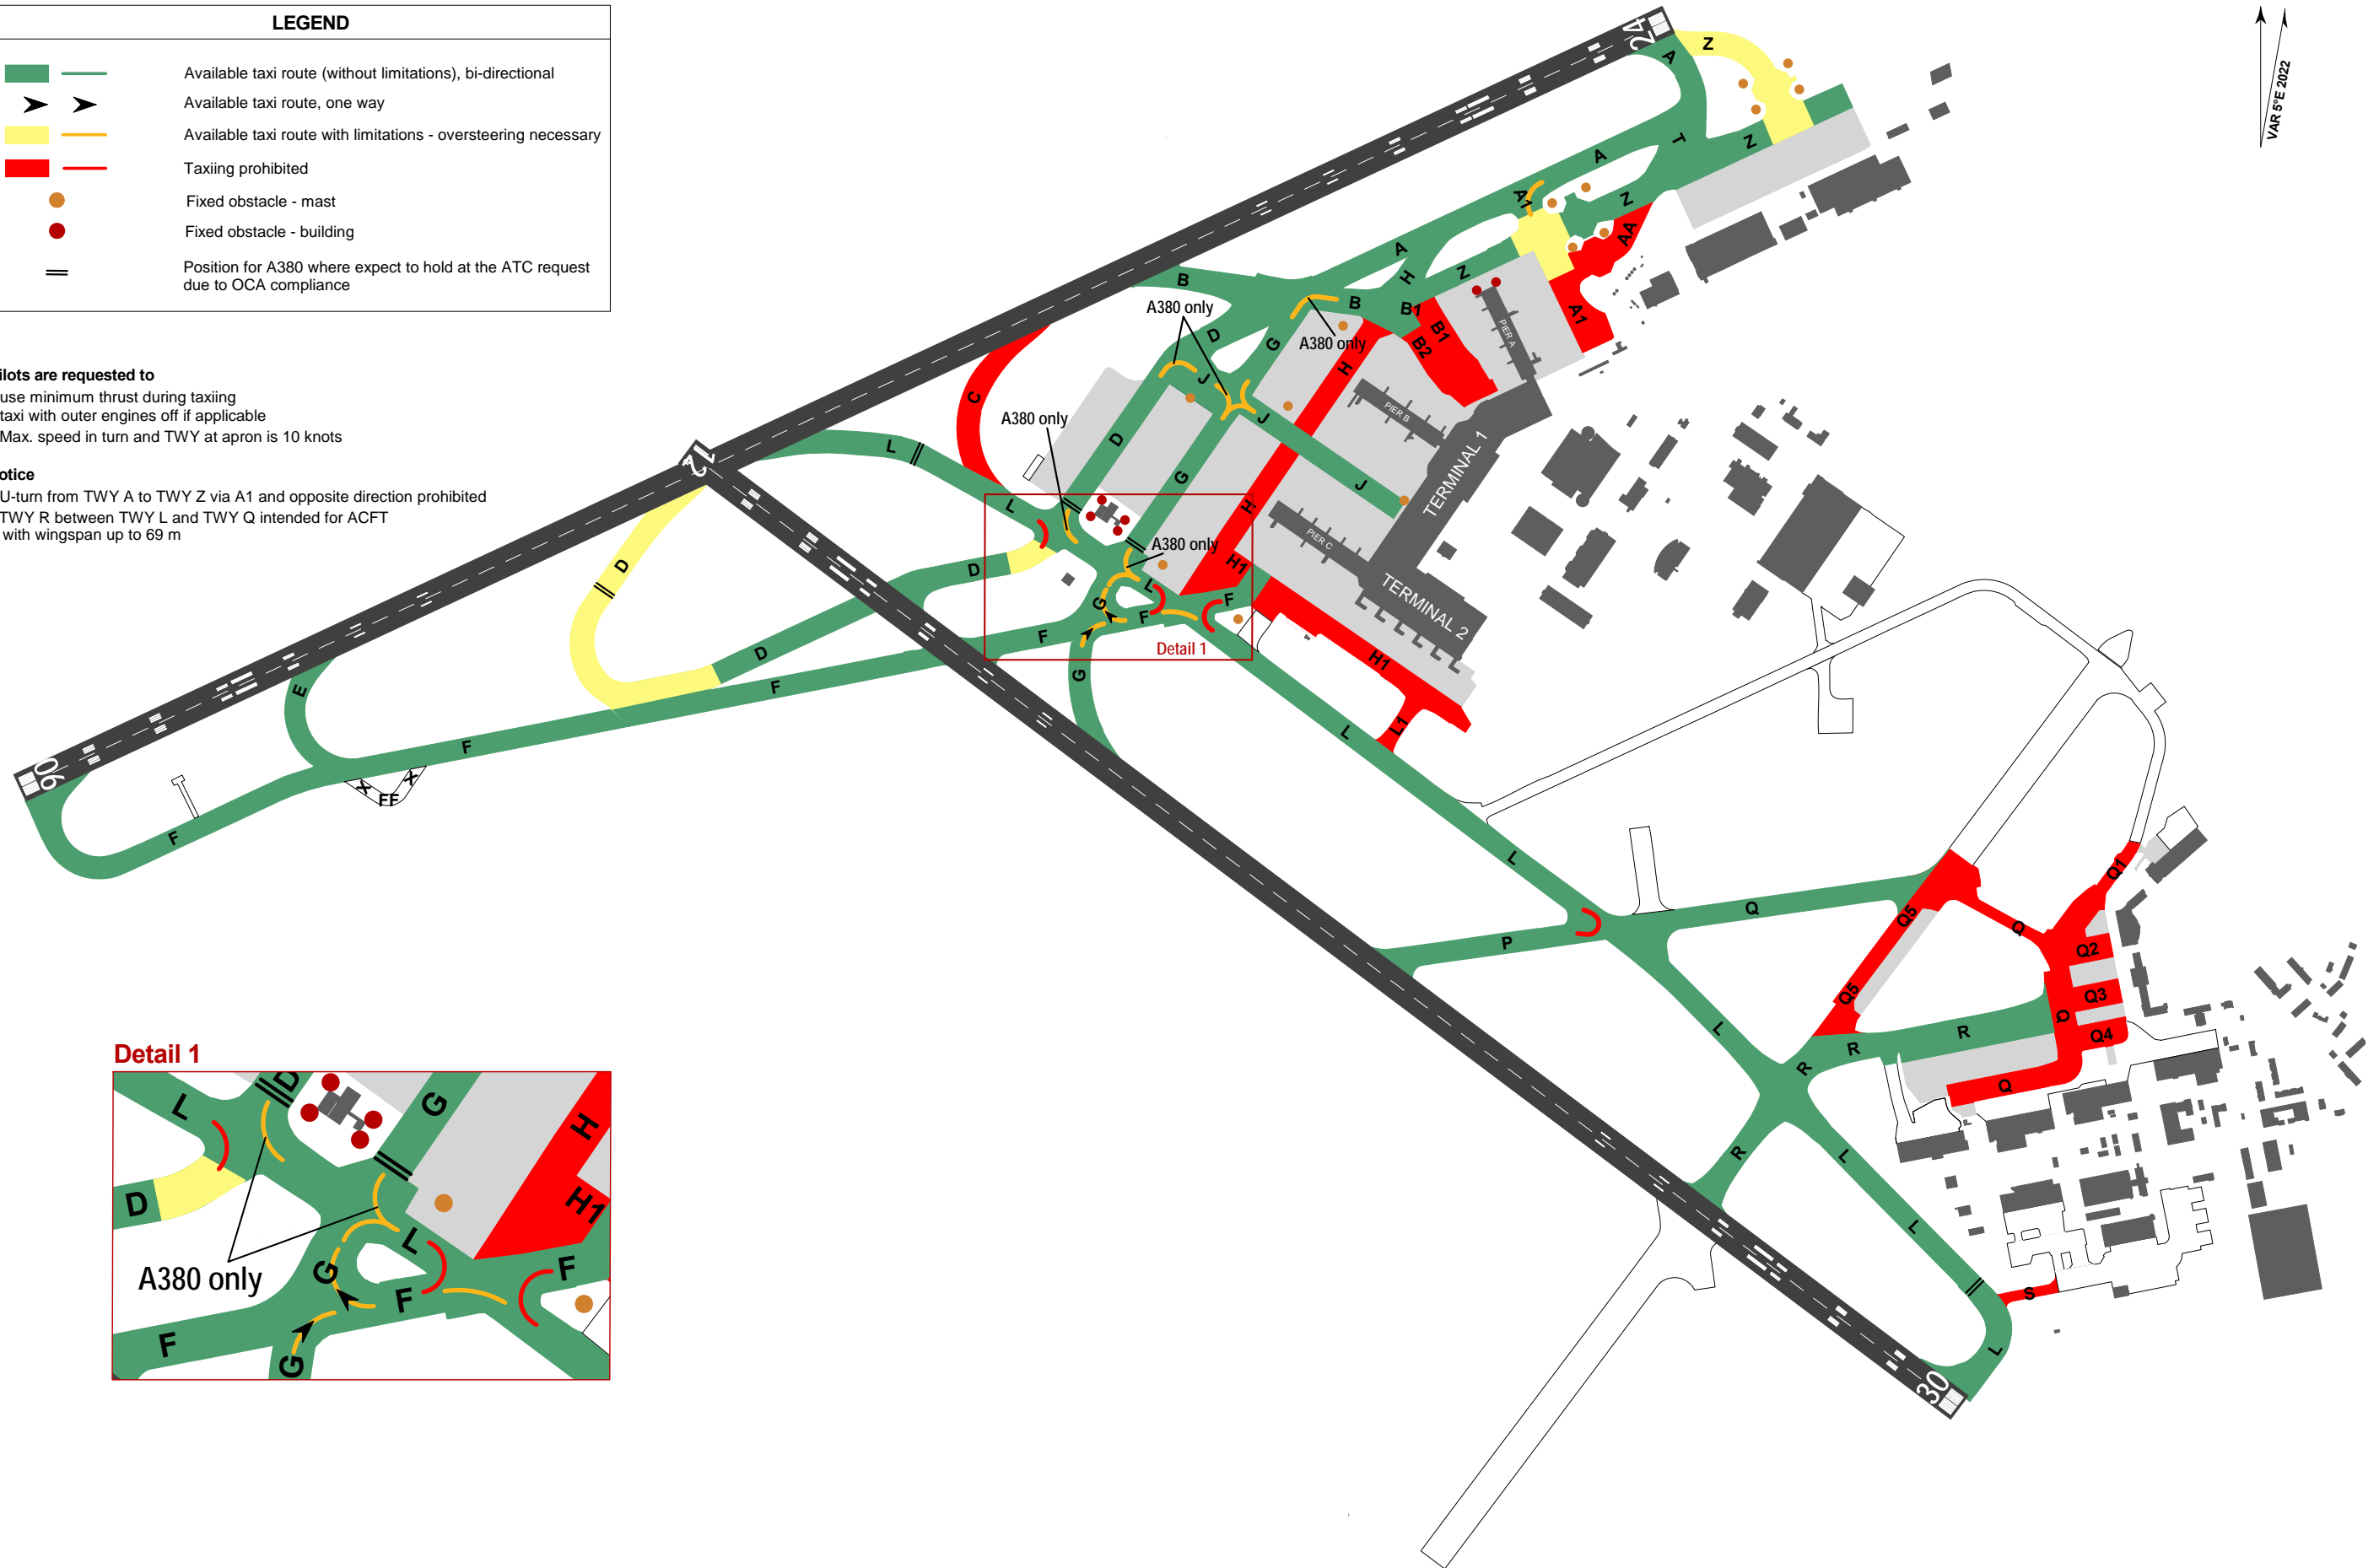 LEGEND
Available taxi route (without limitations), bi-directional
Available taxi route, one way
Available taxi route with limitations - oversteering necessary
Taxiing prohibited
Fixed obstacle - mast
Fixed obstacle - building
Position for A380 where expect to hold at the ATC request
due to OCA compliance
ilots are requested to
use minimum thrust during taxiing
taxi with outer engines off if applicable
Max. speed in turn and TWY at apron is 10 knots
otice
U-turn from TWY A to TWY Z via A1 and opposite direction prohibited
TWY R between TWY L and TWY Q intended for ACFT
with wingspan up to 69 m
VAR 5°E 2022
24
A
Z
T
Z
A
Z
A1
AA
A
H
Z
B
B
B1
B1
B2
A1
PIER A
A380 only
A380 only
D
G
H
J
C
A380 only
D
J
PIER B
L
G
J
TERMINAL 1
12
L
H
PIER C
A380 only
H1
D
D
L
G
F
F
F
TERMINAL 2
Detail 1
D
G
H1
F
E
L1
L
F
06
X
FF
X
F
L
Q1
Q
Q5
Q
P
Q2
Q5
Q3
Q
Q4
L
R
R
R
Q
R
L
L
S
L
30
Detail 1
D
L
G
H
D
H1
L
G
F
F
A380 only
F
G